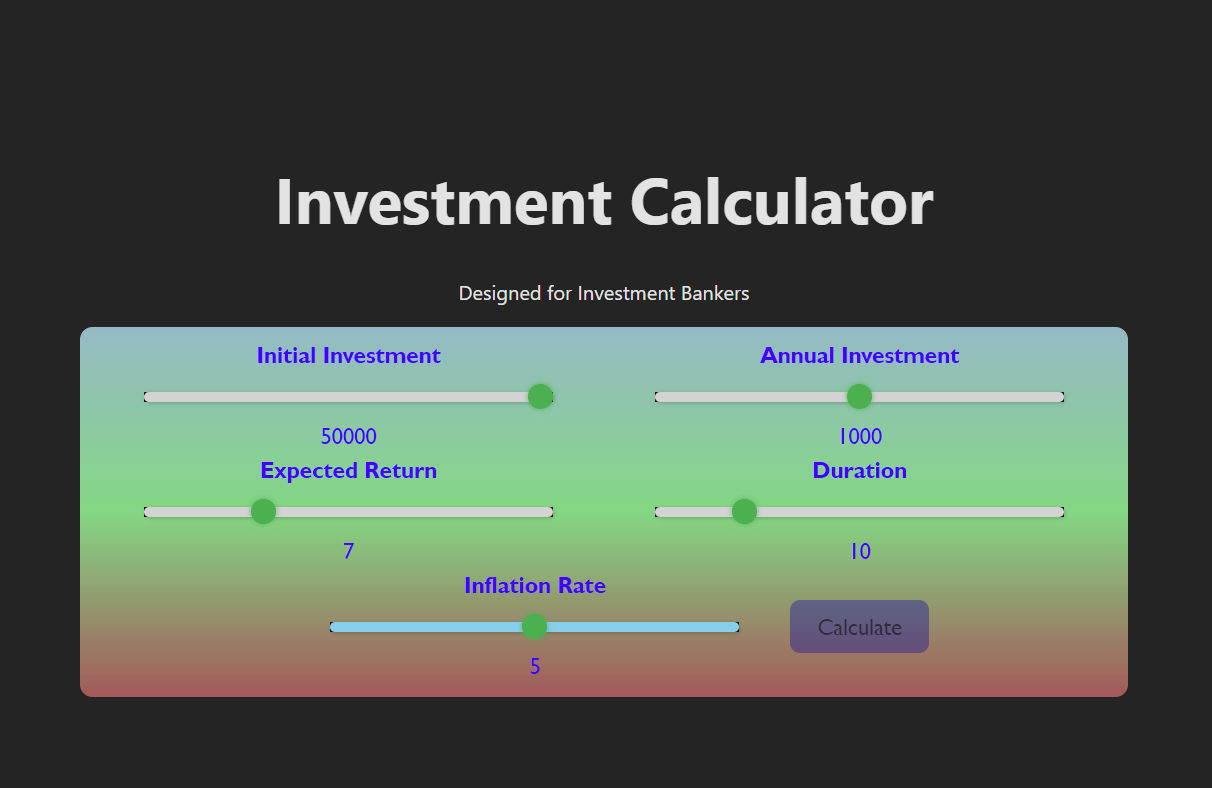 Investment Calculator
Designed for Investment Bankers
Initial Investment
50000
Annual Investment
1000
Expected Return
7
Duration
10
Inflation Rate
5
Calculate